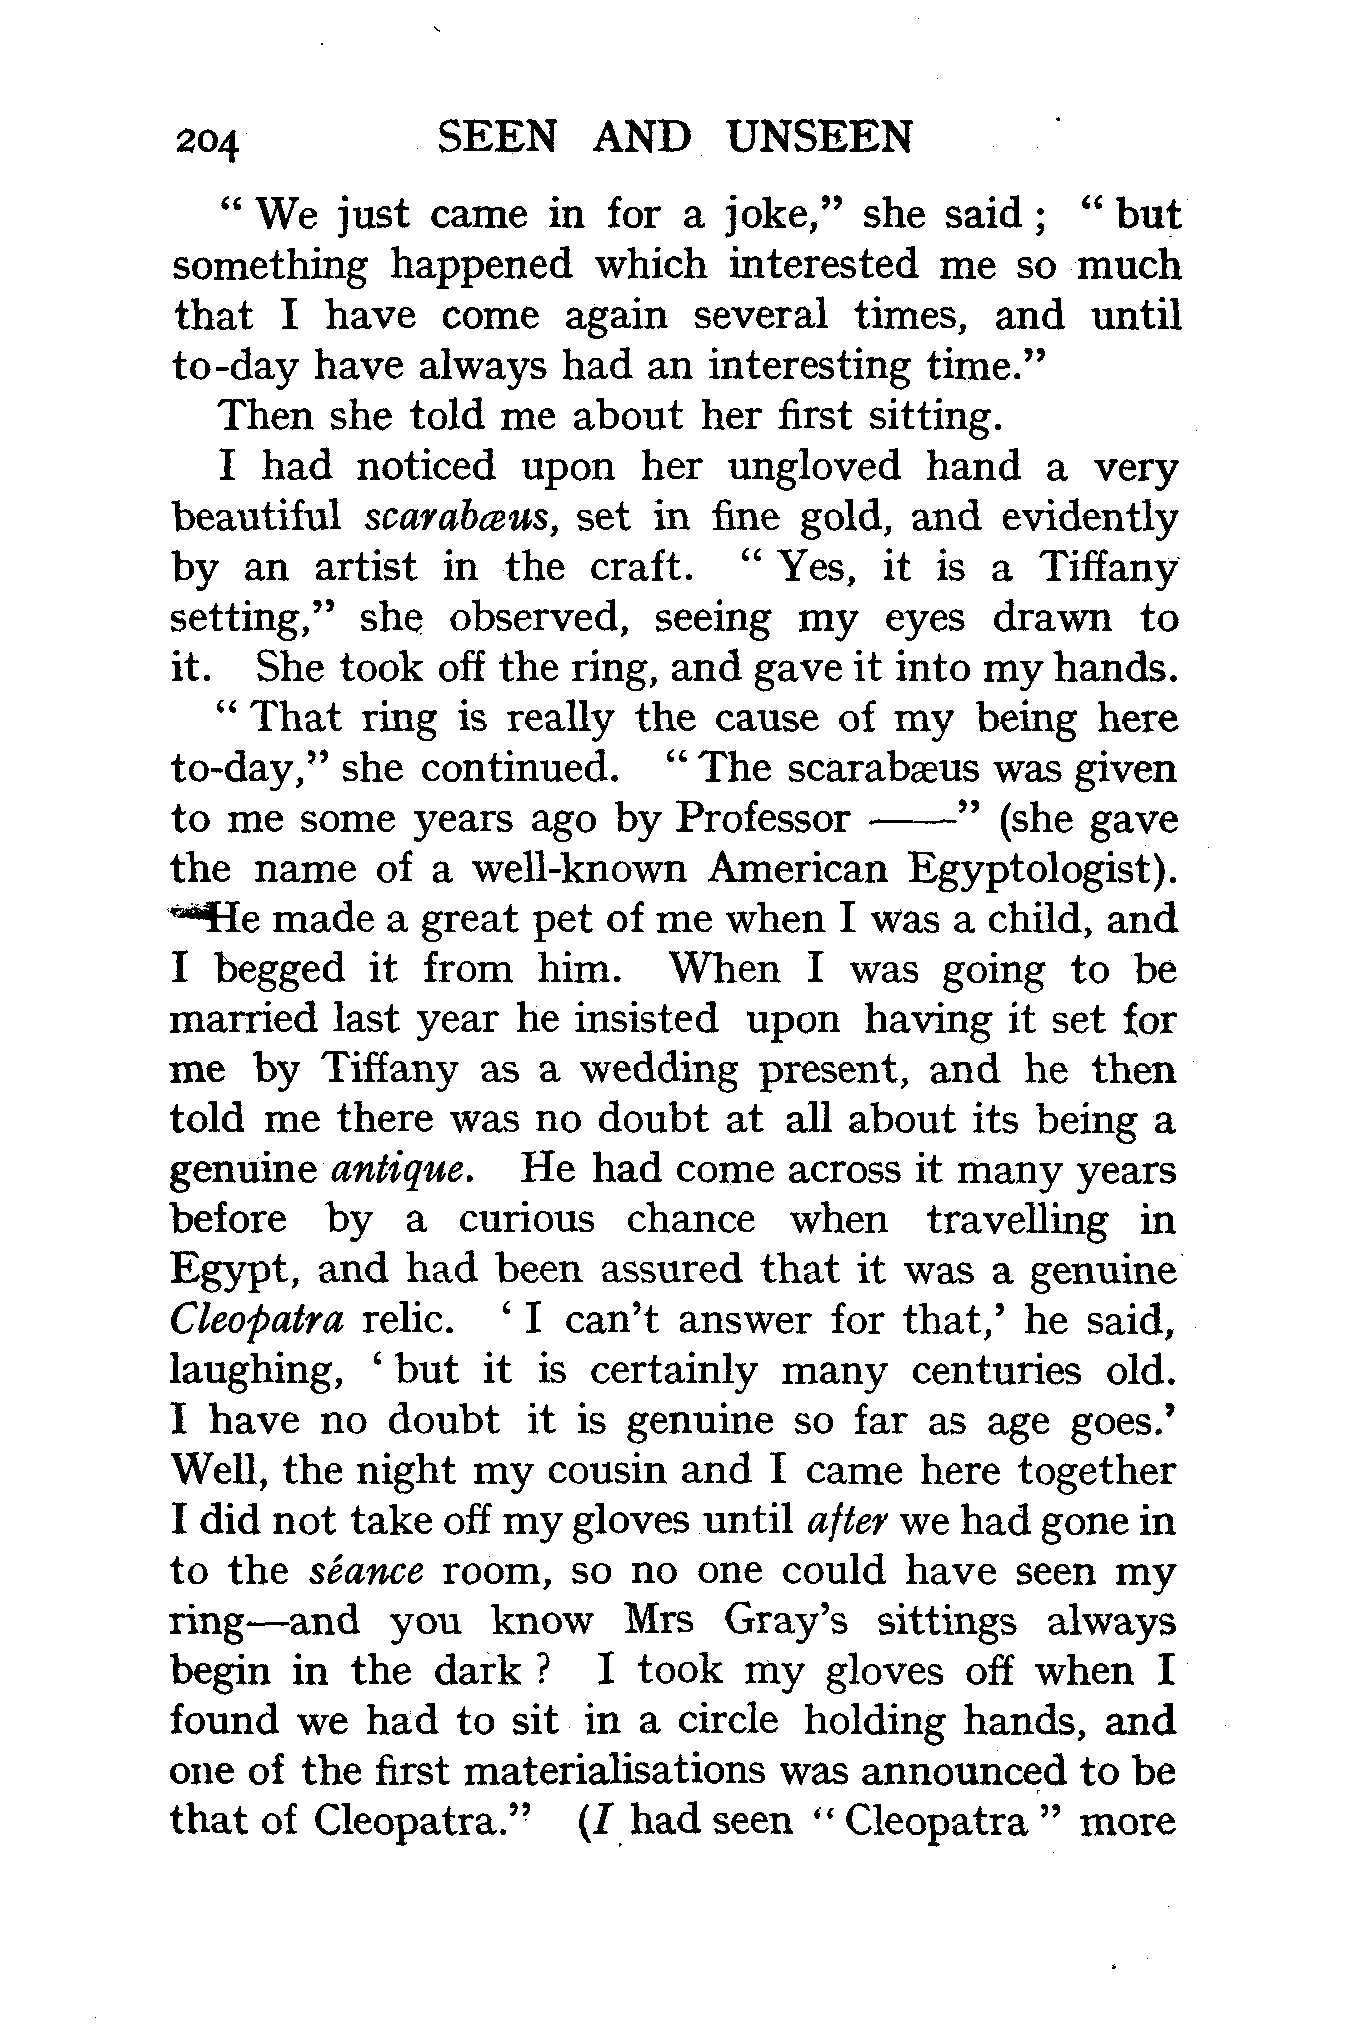 204 SEEN AND UNSEEN
“ We just came in for a joke,” she said ; “ but
something happened which interested me so much
that I have come again several times, and until
to-day have always had an interesting time.”
Then she told me about her first sitting.
I had noticed upon her ungloved hand a very
beautiful scarabæus, set in fine gold, and evidently
by an artist in the craft. “ Yes, it is a Tiffany
setting,” she observed, seeing my eyes drawn to
it. She took off the ring, and gave it into my hands.
“ That ring is really the cause of my being here
to-day,” she continued. “ The scarabæus was given
to me some years ago by Professor ——” (she gave
the name of a well-known American Egyptologist).
He made a great pet of me when I was a child, and
I begged it from him. When I was going to be
married last year he insisted upon having it set for
me by Tiffany as a wedding present, and he then
told me there was no doubt at all about its being a
genuine antique. He had come across it many years
before by a curious chance when travelling in
Egypt, and had been assured that it was a genuine
Cleopatra relic. ‘ I can’t answer for that,’ he said,
laughing, ‘ but it is certainly many centuries old.
I have no doubt it is genuine so far as age goes.’
Well, the night my cousin and I came here together
I did not take off my gloves until after we had gone in
to the séance room, so no one could have seen my
ring—and you know Mrs Gray’s sittings always
begin in the dark ? I took my gloves off when I
found we had to sit in a circle holding hands, and
one of the first materialisations was announced to be
that of Cleopatra.” (I had seen “ Cleopatra ” more